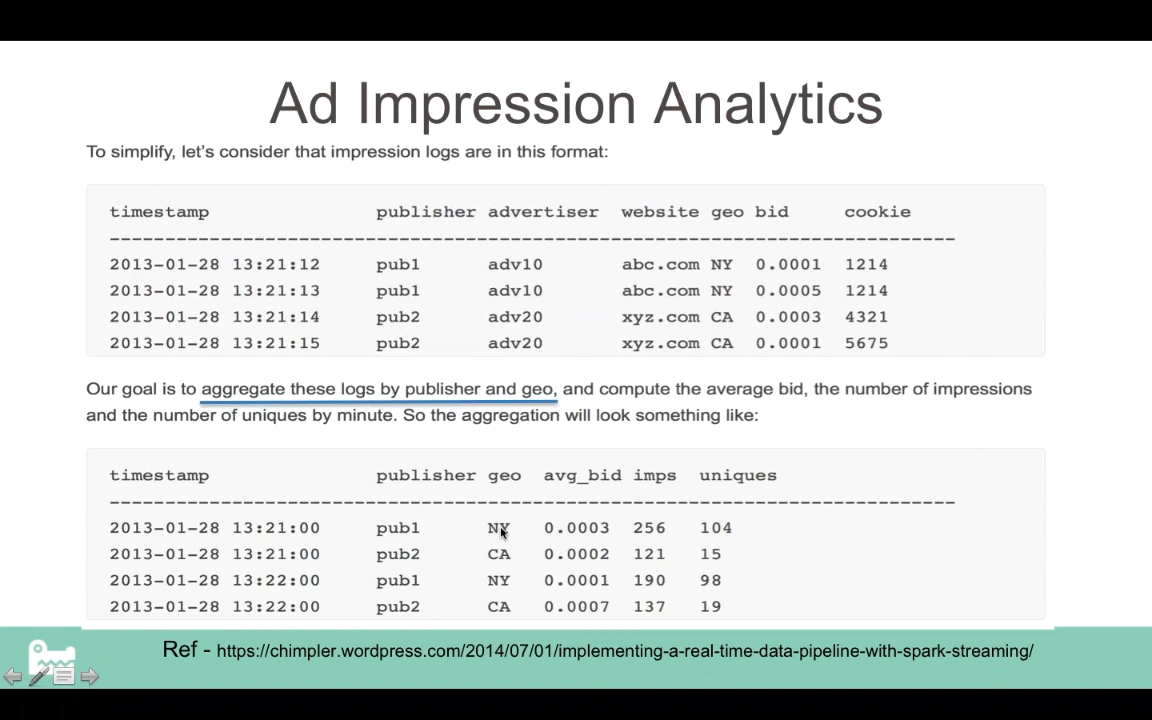 Ad Impression Analytics
To simplify, let's consider that impression logs are in this format:
timestamp publisher advertiser website geo bid cookie
----------------------------------------------------------------------------
2013-01-28 13:21:12 pub1 adv10 abc.com NY 0.0001 1214
2013-01-28 13:21:13 pub1 adv10 abc.com NY 0.0005 1214
2013-01-28 13:21:14 pub2 adv20 xyz.com CA 0.0003 4321
2013-01-28 13:21:15 pub2 adv20 xyz.com CA 0.0001 5675
Our goal is to aggregate these logs by publisher and geo, and compute the average bid, the number of impressions
and the number of uniques by minute. So the aggregation will look something like:
timestamp publisher geo avg_bid imps uniques
----------------------------------------------------------------------------
2013-01-28 13:21:00 pub1 NY 0.0003 256 104
2013-01-28 13:21:00 pub2 CA 0.0002 121 15
2013-01-28 13:22:00 pub1 NY 0.0001 190 98
2013-01-28 13:22:00 pub2 CA 0.0007 137 19
Ref - https://chimpler.wordpress.com/2014/07/01/implementing-a-real-time-data-pipeline-with-spark-streaming/